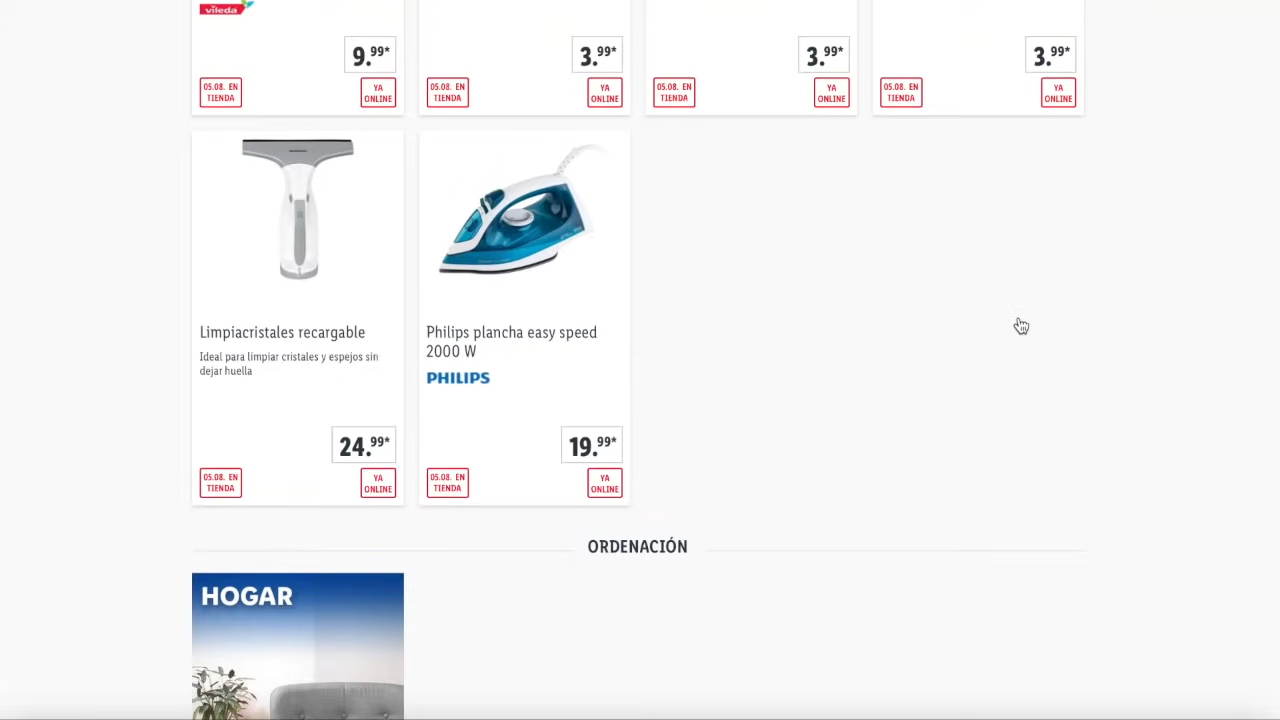 vileda
9.99*
3.99*
3.99*
3.99*
05.08. EN
TIENDA
YA
ONLINE
05.08. EN
TIENDA
YA
ONLINE
05.08. EN
TIENDA
YA
ONLINE
05.08. EN
TIENDA
YA
ONLINE
Limpiacristales recargable
Ideal para limpiar cristales y espejos sin
dejar huella
24.99*
05.08. EN
TIENDA
YA
ONLINE
Philips plancha easy speed
2000 W
PHILIPS
19.99*
05.08. EN
TIENDA
YA
ONLINE
ORDENACIÓN
HOGAR